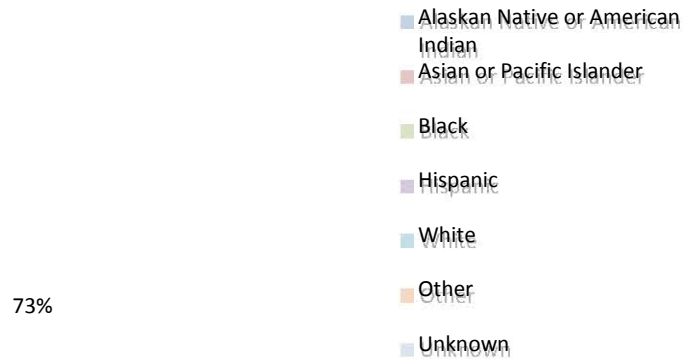 Alaskan Native or American
Indian
Asian or Pacific Islander
Black
Hispanic
White
Other
73%
Unknown